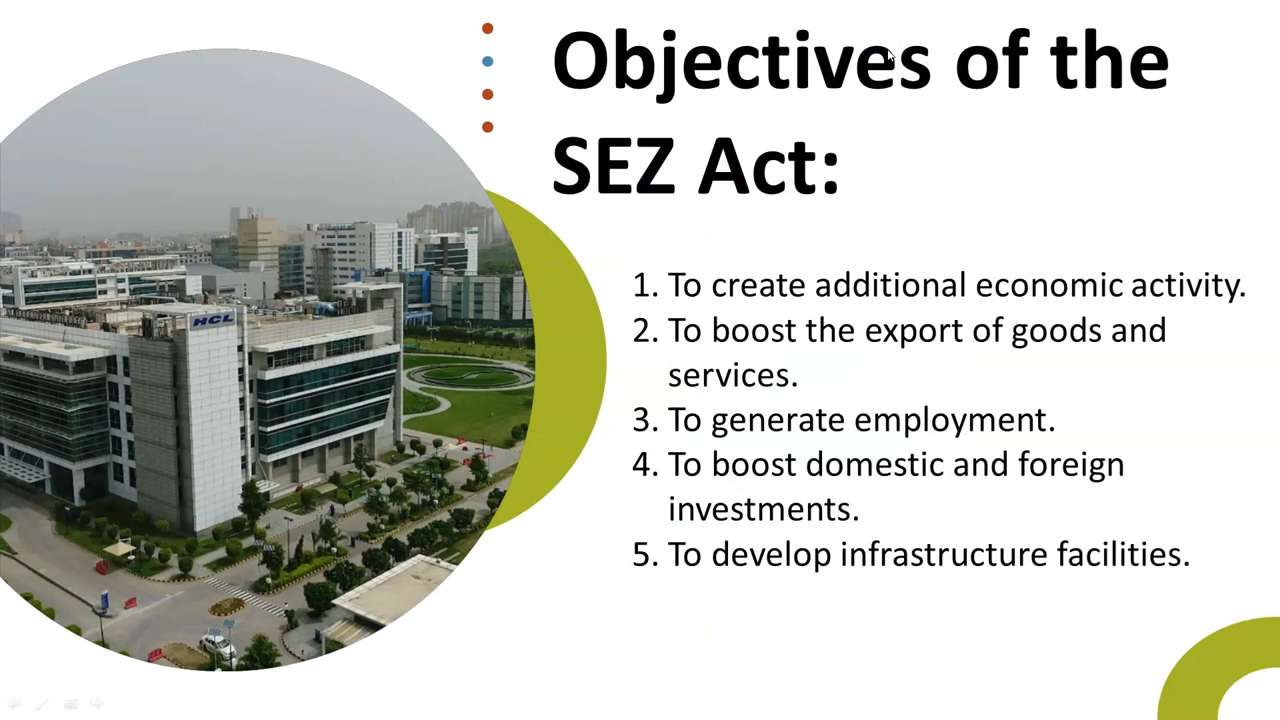 Objectives of the
SEZ Act:
HCL
1. To create additional economic activity.
2. To boost the export of goods and
services.
3. To generate employment.
4. To boost domestic and foreign
investments.
5. To develop infrastructure facilities.